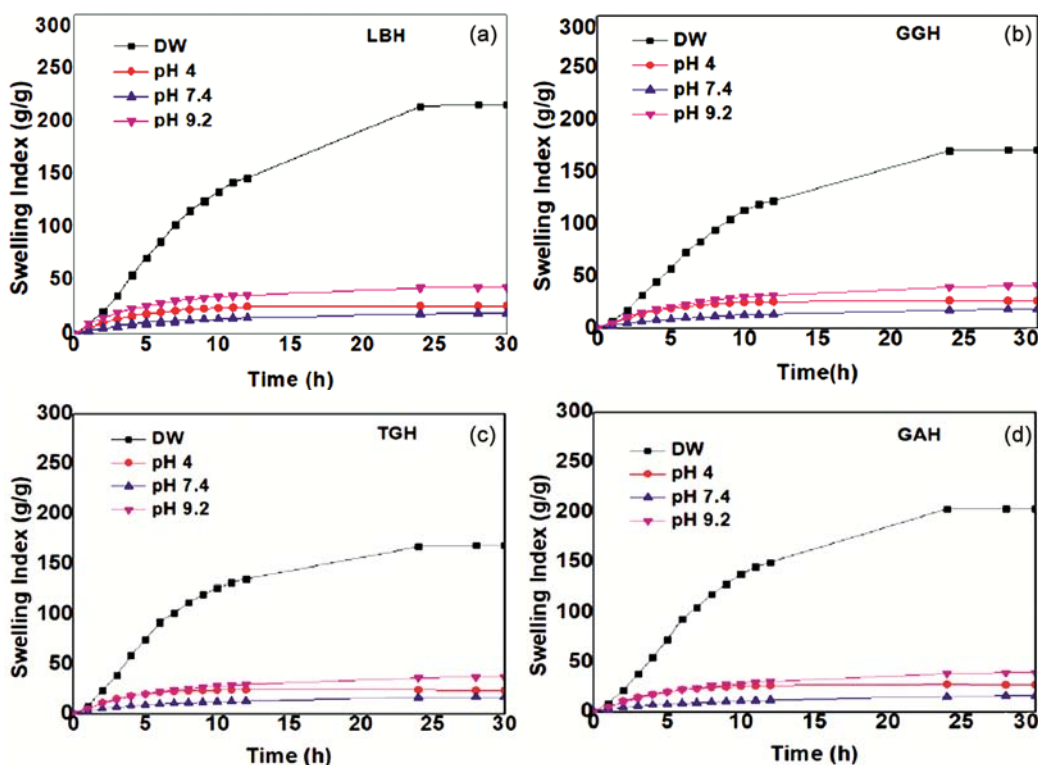 300
250
200
150
100
50
0
Swelling Index (g/g)
LBH
(a)
DW
pH 4
pH 7.4
pH 9.2
0
5
10
15
20
25
30
Time (h)
300
250
200
150
100
50
0
Swelling Index (g/g)
GGH
(b)
DW
pH 4
pH 7.4
pH 9.2
0
5
10
15
20
25
30
Time(h)
300
250
200
150
100
50
0
Swelling Index (g/g)
TGH
(c)
DW
pH 4
pH 7.4
pH 9.2
0
5
10
15
20
25
30
Time (h)
300
250
200
150
100
50
0
Swelling Index (g/g)
GAH
(d)
DW
pH 4
pH 7.4
pH 9.2
0
5
10
15
20
25
30
Time (h)